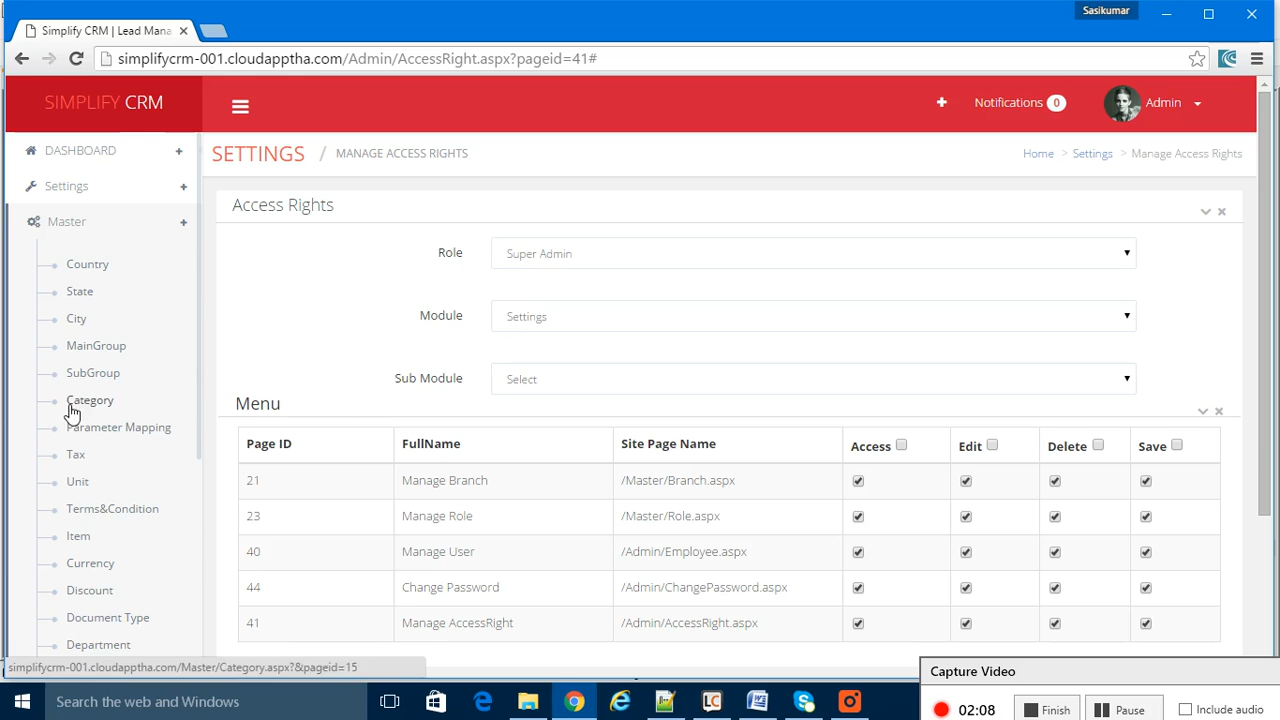 Sasikumar
Simplify CRM | Lead Mana
simplifycrm-001.cloudapptha.com/Admin/AccessRight.aspx?pageid=41#
SIMPLIFY CRM
Notifications 0
Admin
DASHBOARD
SETTINGS / MANAGE ACCESS RIGHTS
Home > Settings > Manage Access Rights
Settings
Master
Country
State
City
MainGroup
SubGroup
Category
Parameter Mapping
Tax
Unit
Terms&Condition
Item
Currency
Discount
Document Type
Department
Access Rights
Role Super Admin
Module Settings
Sub Module Select
Menu
Page ID FullName Site Page Name Access Edit Delete Save
21 Manage Branch /Master/Branch.aspx
23 Manage Role /Master/Role.aspx
40 Manage User /Admin/Employee.aspx
44 Change Password /Admin/ChangePassword.aspx
41 Manage AccessRight /Admin/AccessRight.aspx
simplifycrm-001.cloudapptha.com/Master/Category.aspx?&pageid=15
Capture Video
02:08 Finish Pause Include audio
Search the web and Windows